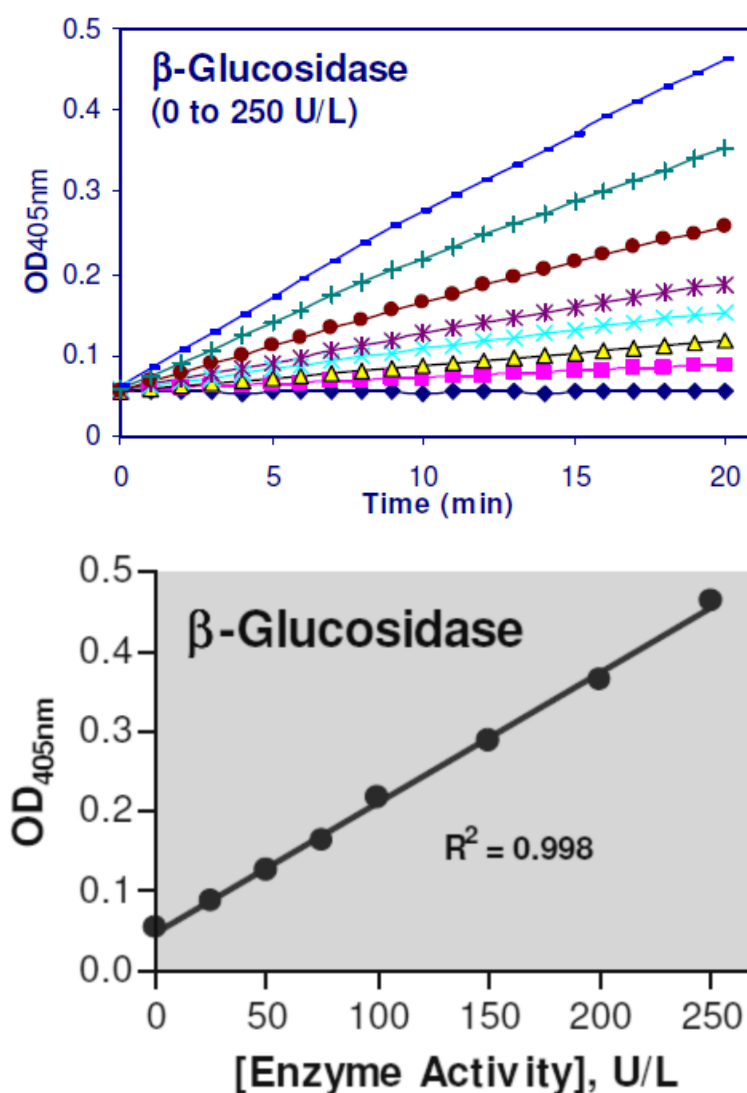 0.5
β-Glucosidase
(0 to 250 U/L)
0.4
0.3
OD405nm
0.2
0.1
0
0 5 10 15 20
Time (min)
0.5
β-Glucosidase
0.4
0.3
OD405nm
0.2
R² = 0.998
0.1
0.0
0 50 100 150 200 250
[Enzyme Activity], U/L